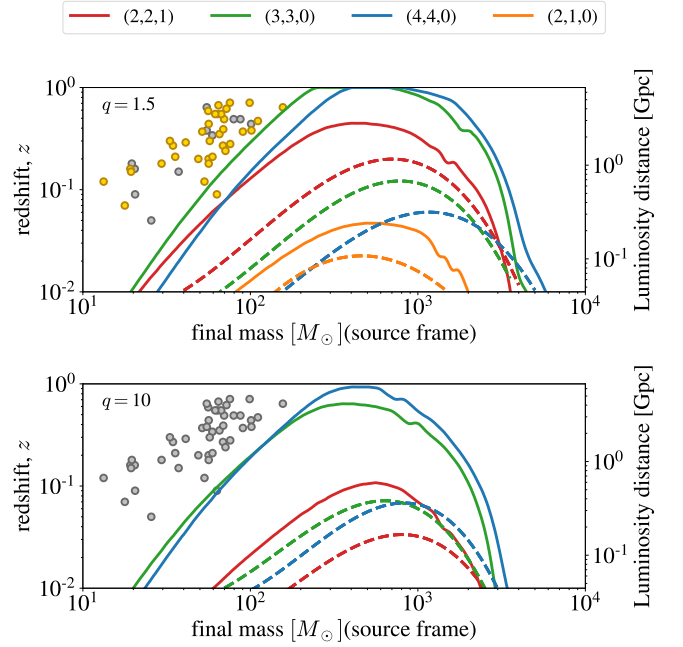 (2,2,1) (3,3,0) (4,4,0) (2,1,0)
10⁰
q = 1.5
10⁻¹
10⁻²
redshift, z
10¹ 10² 10³ 10⁴
final mass [M⊙](source frame)
10⁰
10⁻¹
Luminosity distance [Gpc]
10⁰
q = 10
10⁻¹
10⁻²
redshift, z
10¹ 10² 10³ 10⁴
final mass [M⊙](source frame)
10⁰
10⁻¹
Luminosity distance [Gpc]